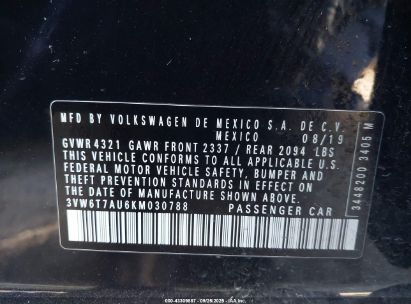 MFD BY VOLKSWAGEN DE MEXICO S.A. DE C.V.
MEXICO 08/19
GVWR4321 GAWR FRONT 2337 / REAR 2094 LBS
THIS VEHICLE CONFORMS TO ALL APPLICABLE U.S.
FEDERAL MOTOR VEHICLE SAFETY, BUMPER AND
THEFT PREVENTION STANDARDS IN EFFECT ON THE
DATE OF MANUFACTURE SHOWN ABOVE.
3VW6T7AU6KM030788 PASSENGER CAR
3448200 3405 M